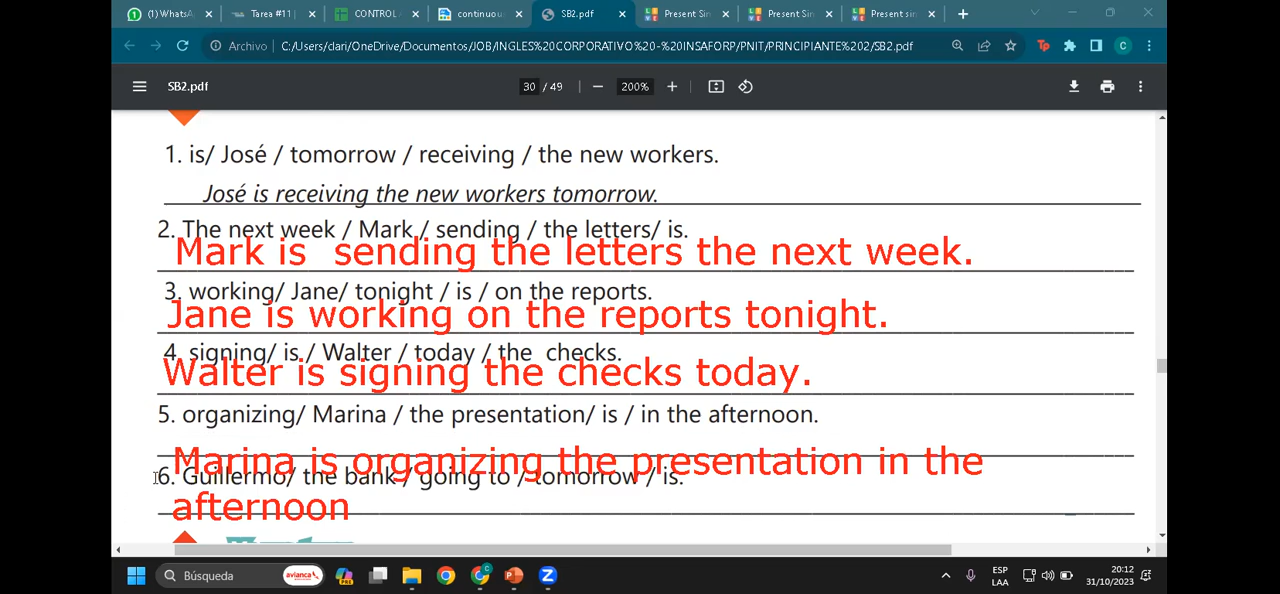 (1) WhatsA
Tarea #11 |
CONTROL A
continuous
SB2.pdf
Present Sin
Present Sin
Present sin
Archivo
C:/Users/clari/OneDrive/Documentos/JOB/INGLES%20CORPORATIVO%20-%20INSAFORP/PNIT/PRINCIPIANTE%202/SB2.pdf
SB2.pdf
30 / 49
200%
1. is/ José / tomorrow / receiving / the new workers.
José is receiving the new workers tomorrow.
2. The next week / Mark / sending / the letters/ is.
Mark is  sending the letters the next week.
3. working/ Jane/ tonight / is / on the reports.
Jane is working on the reports tonight.
4. signing/ is / Walter / today / the  checks.
Walter is signing the checks today.
5. organizing/ Marina / the presentation/ is / in the afternoon.
Marina is organizing the presentation in the
6. Guillermo/ the bank / going to / tomorrow / is.
afternoon
Búsqueda
avianca
PRE
ESP
LAA
20:12
31/10/2023